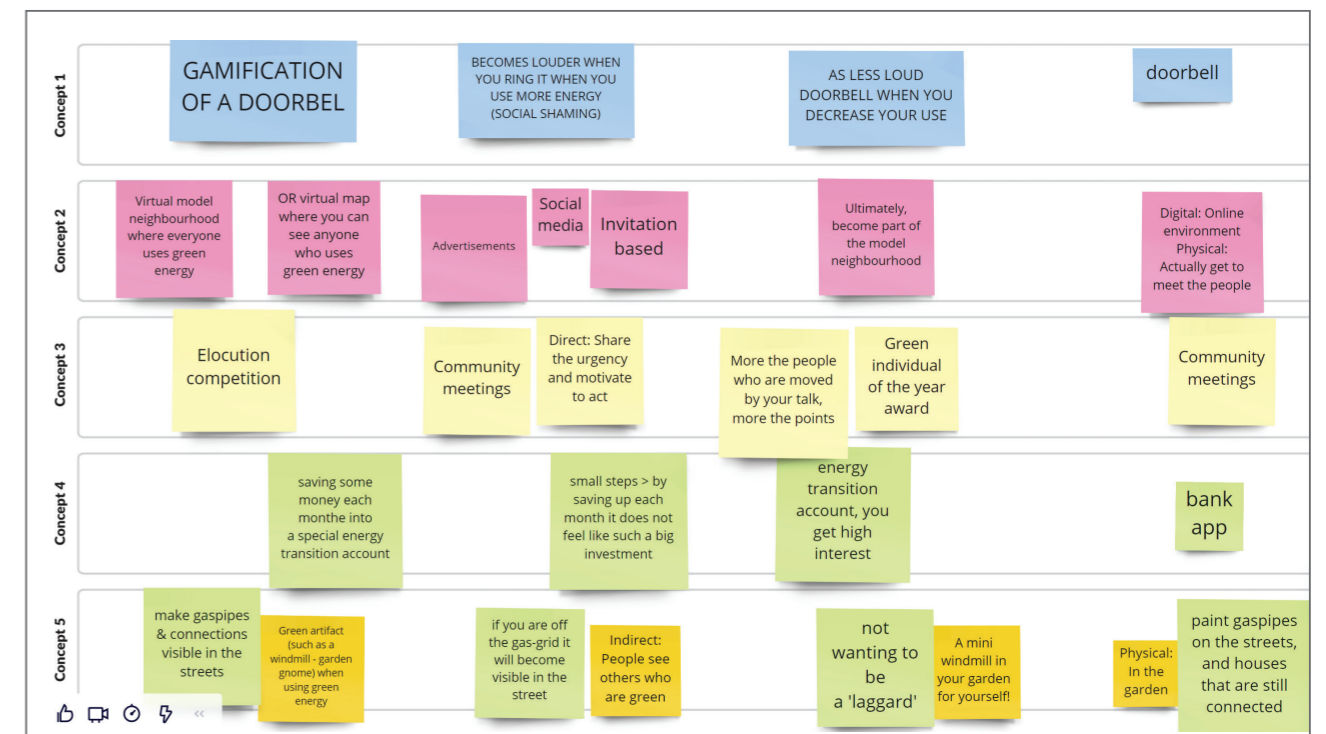 Concept 1
GAMIFICATION
OF A DOORBEL
BECOMES LOUDER WHEN
YOU RING IT WHEN YOU
USE MORE ENERGY
(SOCIAL SHAMING)
AS LESS LOUD
DOORBELL WHEN YOU
DECREASE YOUR USE
doorbell
Concept 2
Virtual model
neighbourhood
where everyone
uses green
energy
OR virtual map
where you can
see anyone
who uses
green energy
Advertisements
Social
media
Invitation
based
Ultimately,
become part of
the model
neighbourhood
Digital: Online
environment
Physical:
Actually get to
meet the people
Concept 3
Elocution
competition
Community
meetings
Direct: Share
the urgency
and motivate
to act
More the people
who are moved
by your talk,
more the points
Green
individual
of the year
award
Community
meetings
Concept 4
saving some
money each
monthe into
a special energy
transition account
small steps > by
saving up each
month it does not
feel like such a big
investment
energy
transition
account, you
get high
interest
bank
app
Concept 5
make gaspipes
& connections
visible in the
streets
Green artifact
(such as a
windmill - garden
gnome) when
using green
energy
if you are off
the gas-grid it
will become
visible in the
street
Indirect:
People see
others who
are green
not
wanting to
be
a 'laggard'
A mini
windmill in
your garden
for yourself!
Physical:
In the
garden
paint gaspipes
on the streets,
and houses
that are still
connected